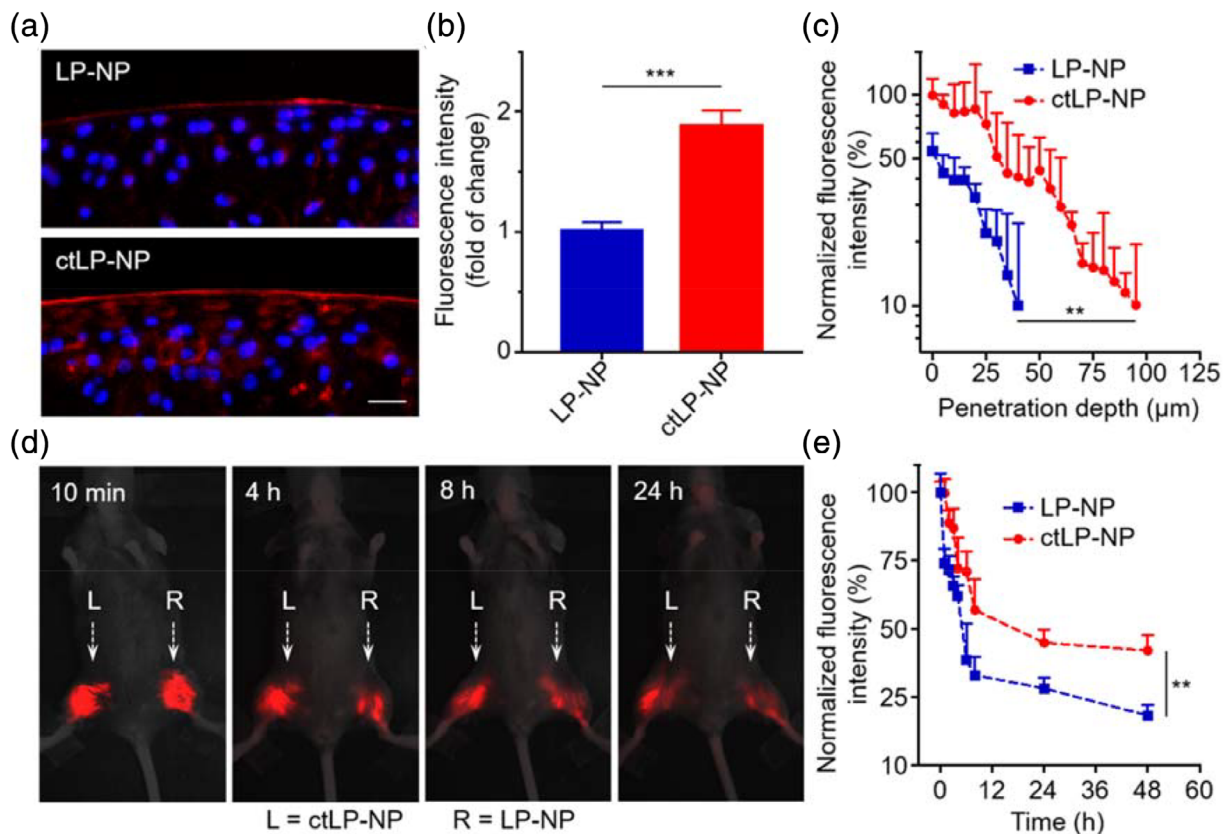 (a)
LP-NP
ctLP-NP
(b)
Fluorescence intensity
(fold of change)
***
2
1
0
LP-NP
ctLP-NP
(c)
Normalized fluorescence
intensity (%)
LP-NP
ctLP-NP
100
50
10
**
0 25 50 75 100 125
Penetration depth (µm)
(d)
10 min
L R
4 h
L R
8 h
L R
24 h
L R
L = ctLP-NP R = LP-NP
(e)
Normalized fluorescence
intensity (%)
LP-NP
ctLP-NP
100
75
50
25
**
0 12 24 36 48 60
Time (h)